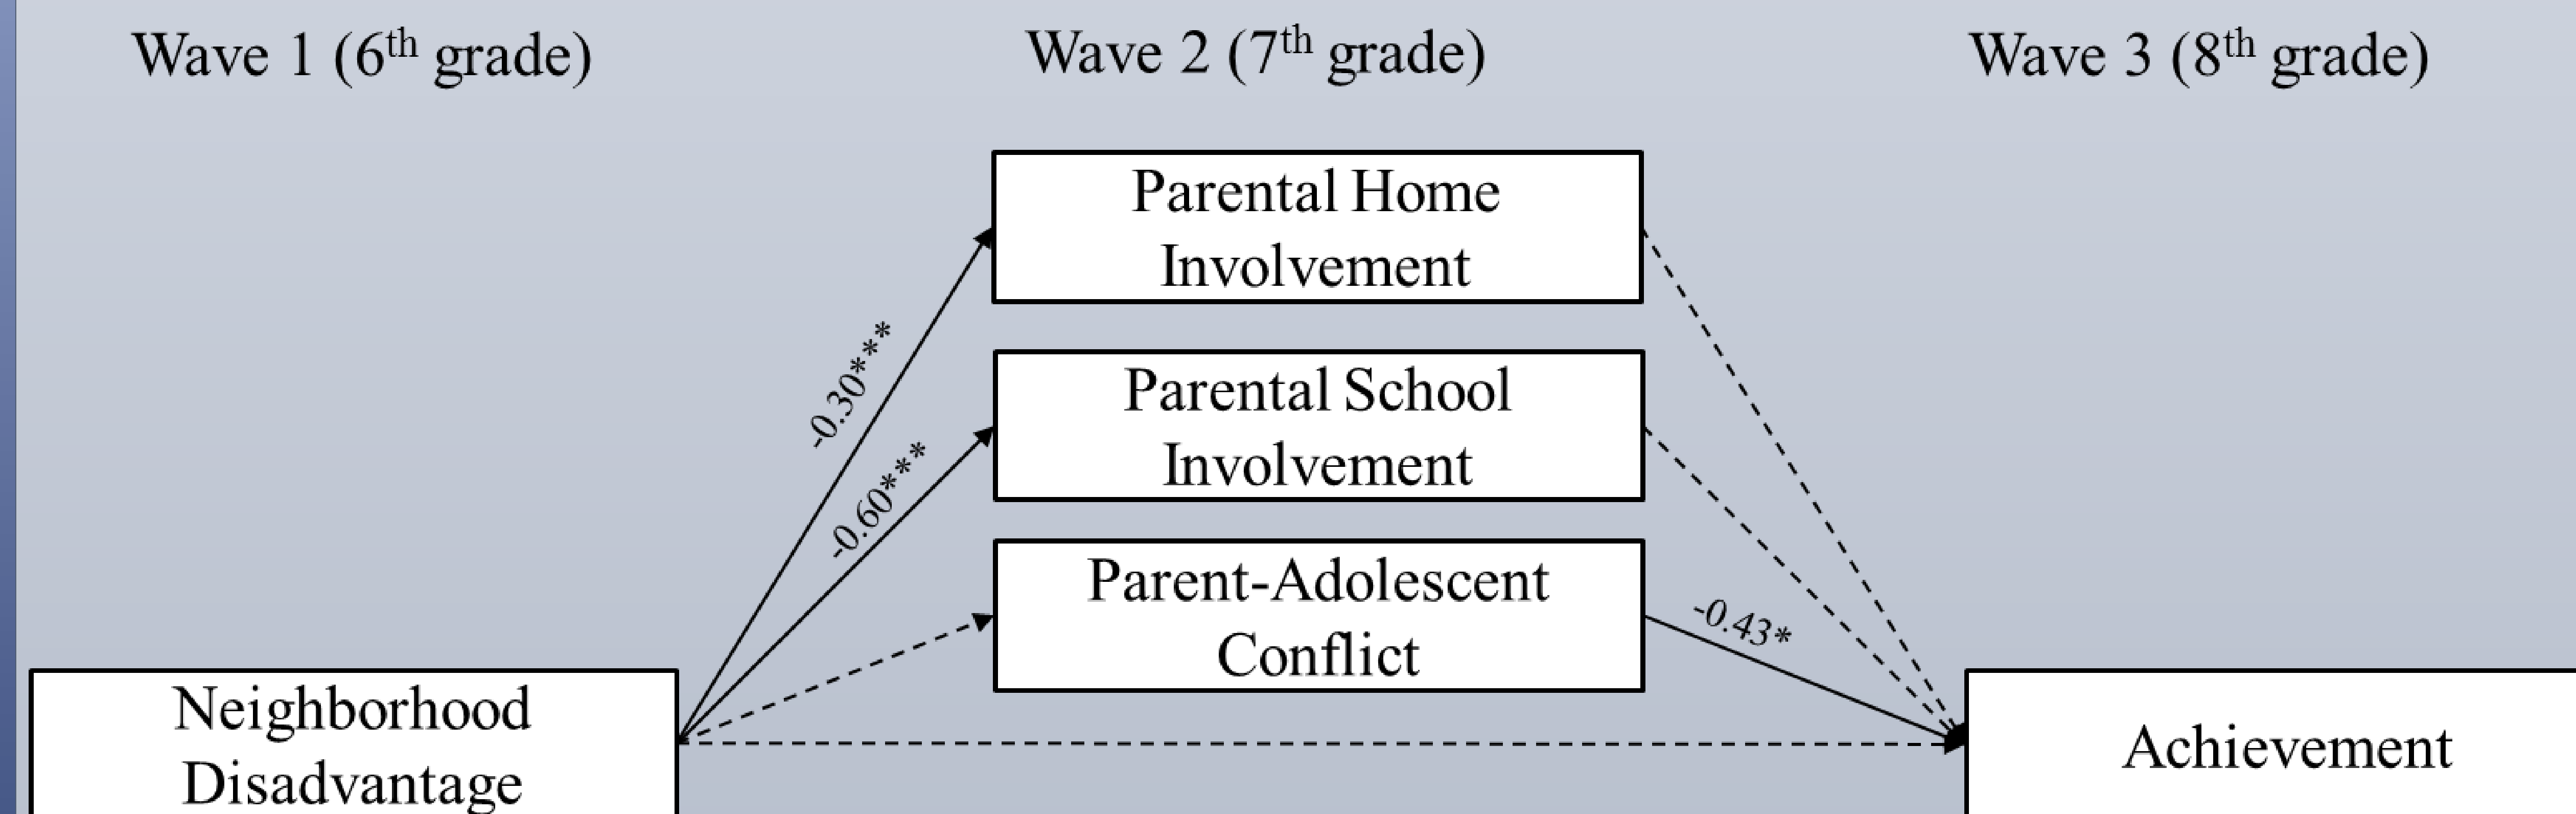 Wave 1 (6th grade)
Wave 2 (7th grade)
Wave 3 (8th grade)
Parental Home
Involvement
-0.30***
Parental School
Involvement
-0.60***
Parent-Adolescent
Conflict
-0.43*
Neighborhood
Disadvantage
Achievement